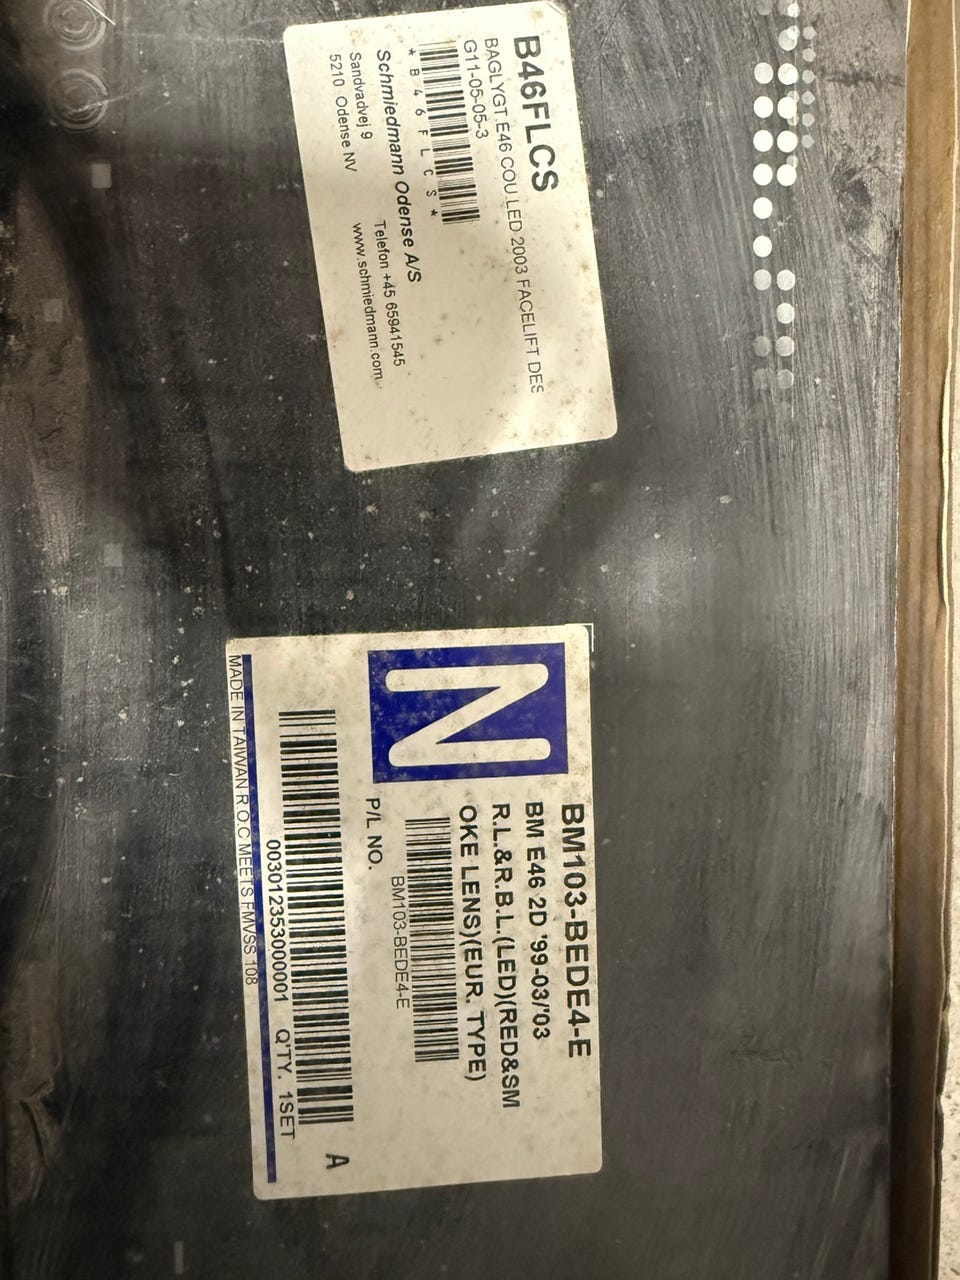 B46FLCS
BAGLYGT.E46 COU.LED 2003 FACELIFT DES
G11-05-05-3
*B46FLCS*
Schmiedmann Odense A/S
Sandvadvej 9
5210 Odense NV
Telefon +45 65941545
www.schmiedmann.com
N
BM103-BEDE4-E
BM E46 2D '99-03/'03
R.L.&R.B.L.(LED)(RED&SM
OKE LENS)(EUR. TYPE)
BM103-BEDE4-E
P/L NO.
A
0030123530000001 Q'TY. 1SET
MADE IN TAIWAN R.O.C MEETS FMVSS 108